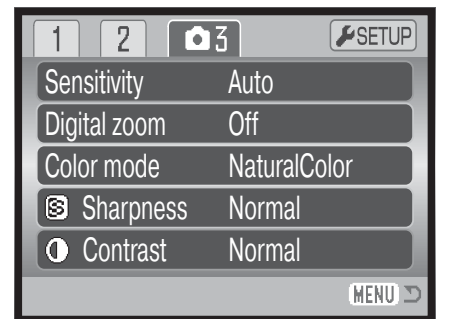 1 2 3 SETUP
Sensitivity Auto
Digital zoom Off
Color mode NaturalColor
Sharpness Normal
Contrast Normal
MENU